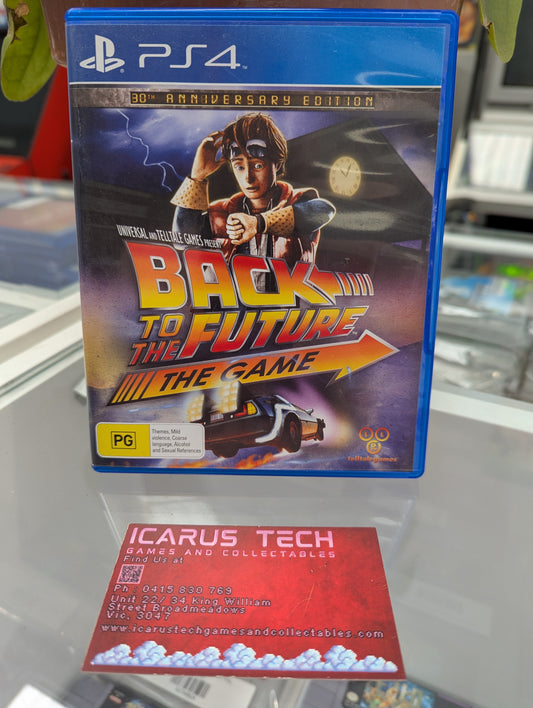 PS4
30TH ANNIVERSARY EDITION
UNIVERSAL AND TELLTALE GAMES PRESENT
BACK
TO THE FUTURE™
THE GAME
PG
Themes, Mild
violence, Coarse
language, Alcohol
and Sexual References
Telltalegames
ICARUS TECH
GAMES AND COLLECTABLES
Find Us at
Ph: 0415 830 769
Unit 22/ 34 King William
Street Broadmeadows
Vic, 3047
www.icarustechgamesandcollectables.com